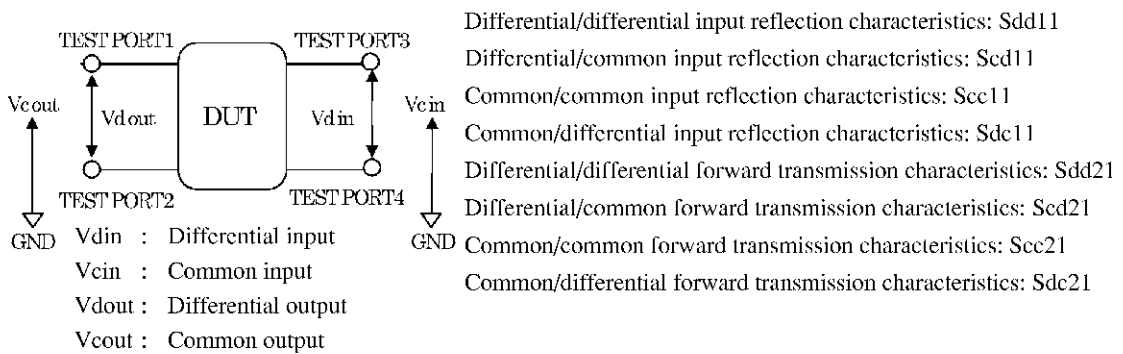 TEST PORT1
TEST PORT3
Vcout
Vdout
DUT
Vdin
Vcin
TEST PORT2
TEST PORT4
GND
GND
Vdin : Differential input
Vcin : Common input
Vdout : Differential output
Vcout : Common output
Differential/differential input reflection characteristics: Sdd11
Differential/common input reflection characteristics: Scd11
Common/common input reflection characteristics: Scc11
Common/differential input reflection characteristics: Sdc11
Differential/differential forward transmission characteristics: Sdd21
Differential/common forward transmission characteristics: Scd21
Common/common forward transmission characteristics: Scc21
Common/differential forward transmission characteristics: Sdc21